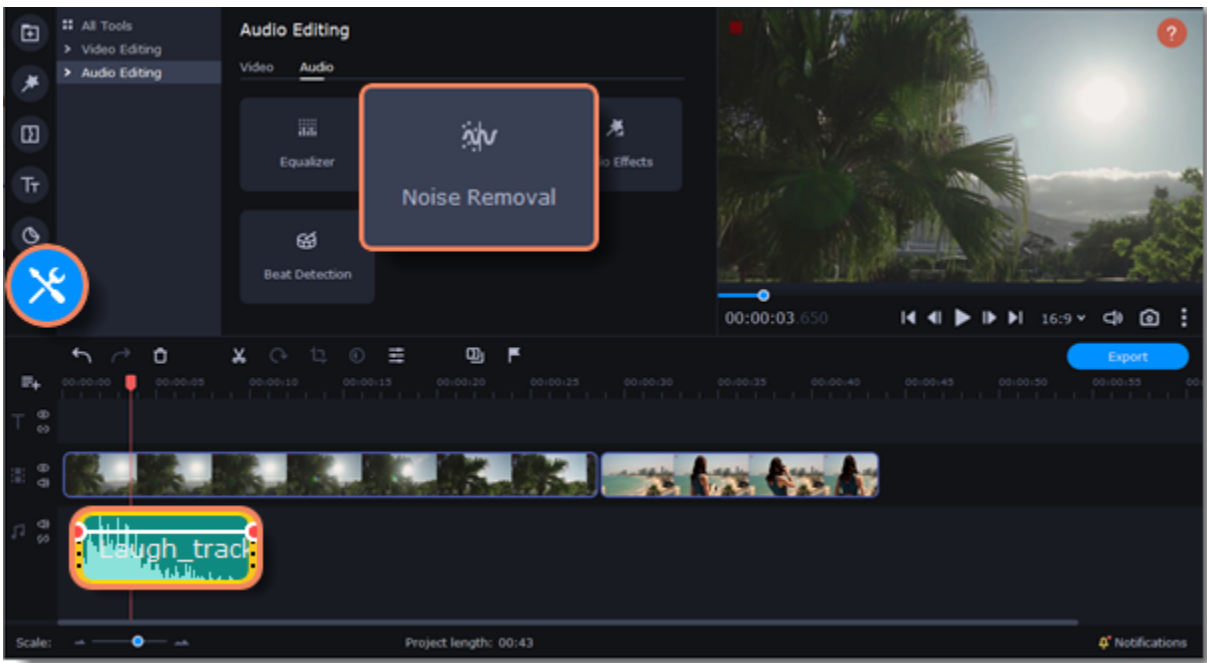 All Tools
Video Editing
Audio Editing
Audio Editing
Video Audio
Equalizer
Noise Removal
io Effects
Beat Detection
?
00:00:03.650
16:9
Export
00:00:00 00:00:05 00:00:10 00:00:15 00:00:20 00:00:25 00:00:30 00:00:35 00:00:40 00:00:45 00:00:50 00:00:55 00:
Laugh_track
Scale:
Project length: 00:43
Notifications